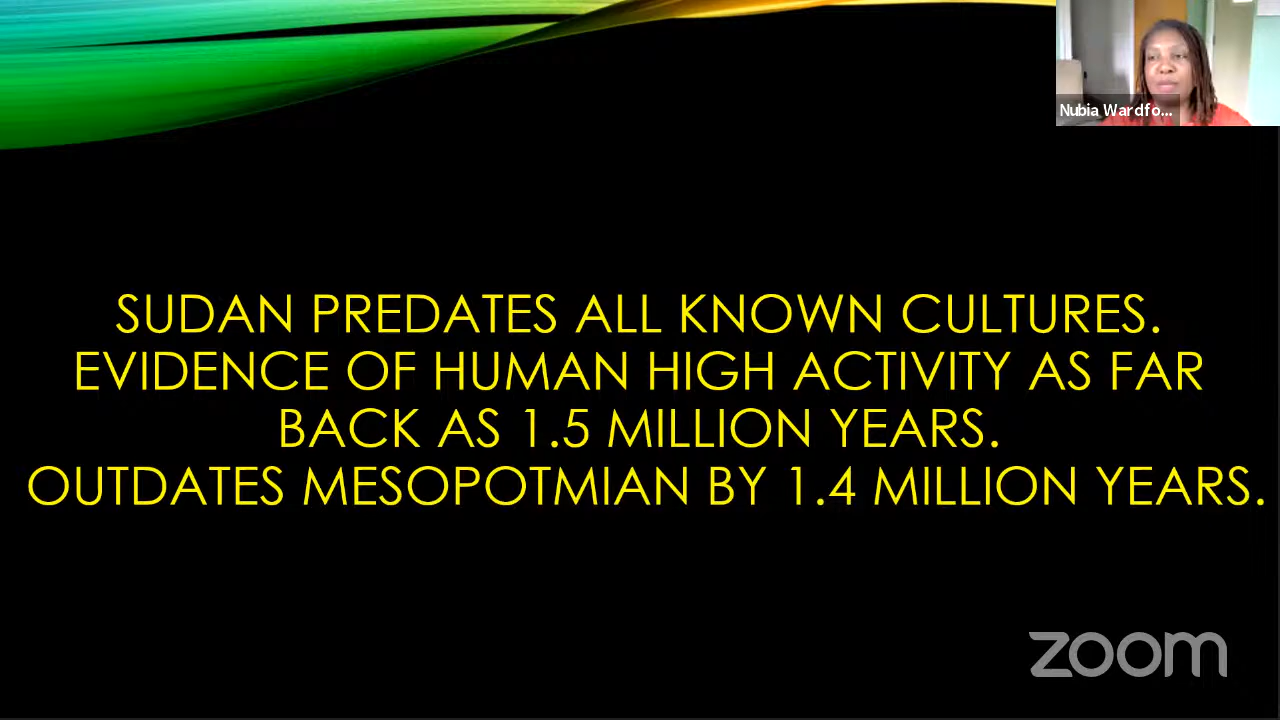 Nubia Wardfo...
SUDAN PREDATES ALL KNOWN CULTURES.
EVIDENCE OF HUMAN HIGH ACTIVITY AS FAR
BACK AS 1.5 MILLION YEARS.
OUTDATES MESOPOTMIAN BY 1.4 MILLION YEARS.
zoom